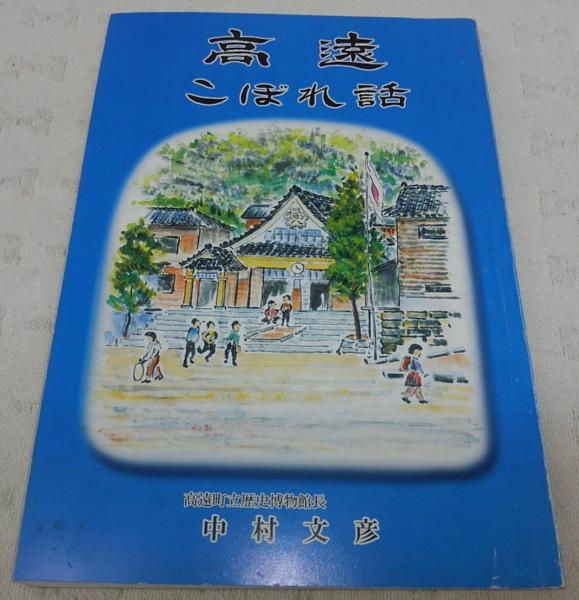 高遠
こぼれ話
高遠町立歴史博物館長
中村文彦